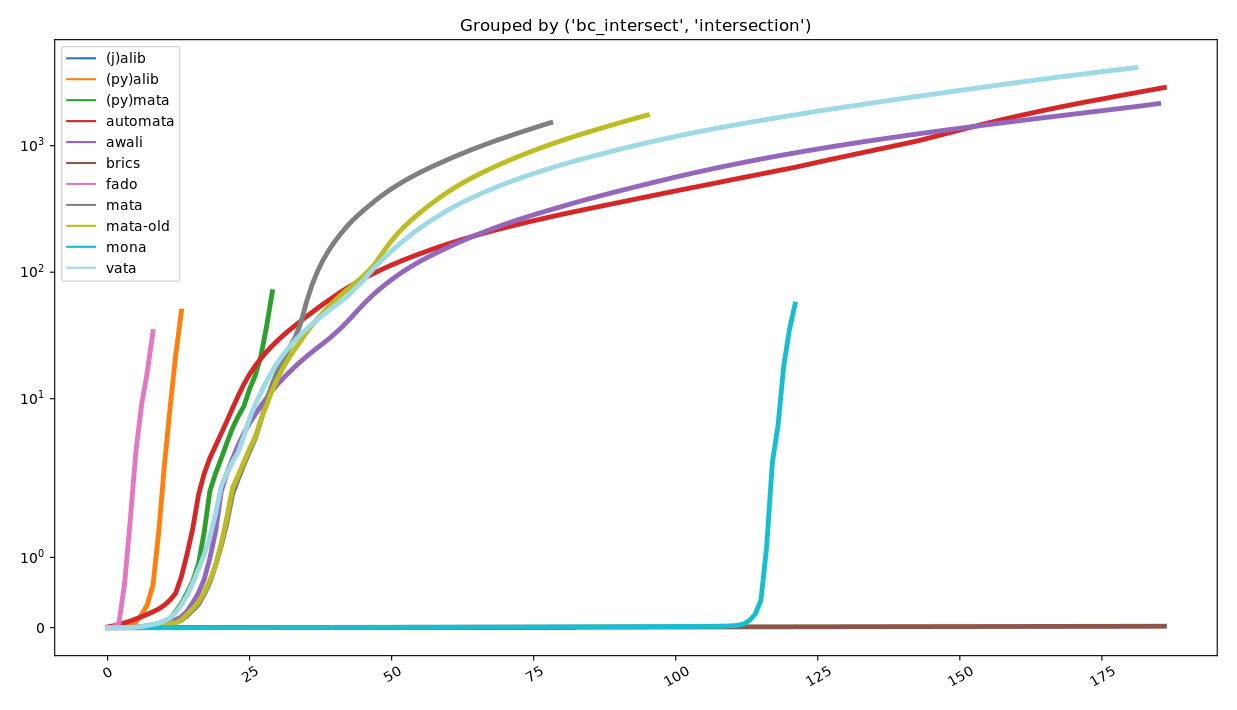 Grouped by ('bc_intersect', 'intersection')
(j)alib
(py)alib
(py)mata
automata
awali
brics
fado
mata
mata-old
mona
vata
10³
10²
10¹
10⁰
0
0
25
50
75
100
125
150
175